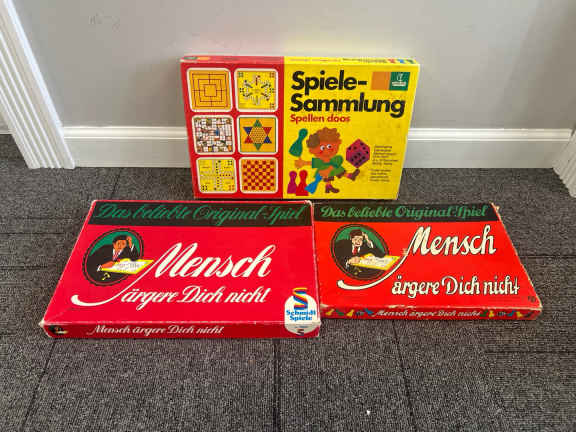 Spiele-
Sammlung
Spellen doos
Das beliebte Original-Spiel
Mensch
ärgere Dich nicht
Schmidt
Spiele
Mensch ärgere Dich nicht
Das beliebte Original-Spiel
Mensch
ärgere Dich nicht
Mensch ärgere Dich nicht